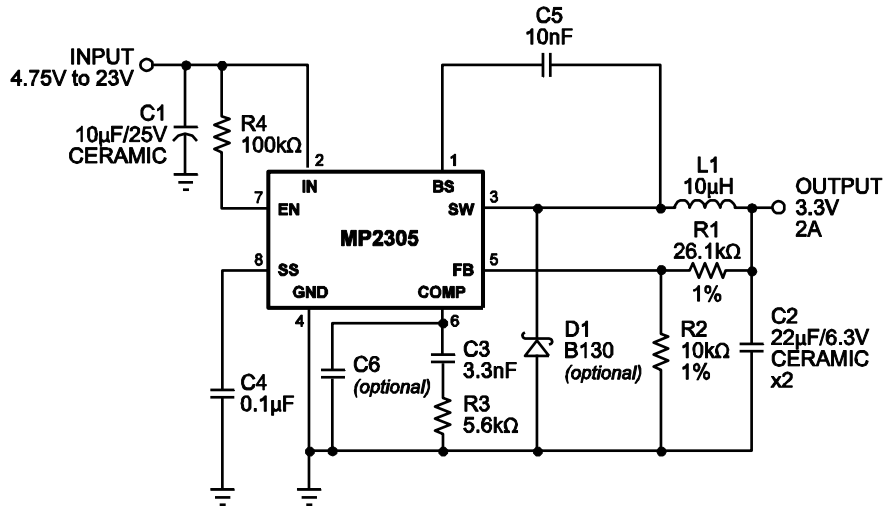 C5
10nF
INPUT
4.75V to 23V
C1
10µF/25V
CERAMIC
R4
100kΩ
2
1
IN
BS
L1
10µH
OUTPUT
3.3V
2A
7
EN
SW
3
MP2305
R1
26.1kΩ
1%
8
SS
FB
5
GND
COMP
4
6
C4
0.1µF
C6
(optional)
C3
3.3nF
R3
5.6kΩ
D1
B130
(optional)
R2
10kΩ
1%
C2
22µF/6.3V
CERAMIC
x2